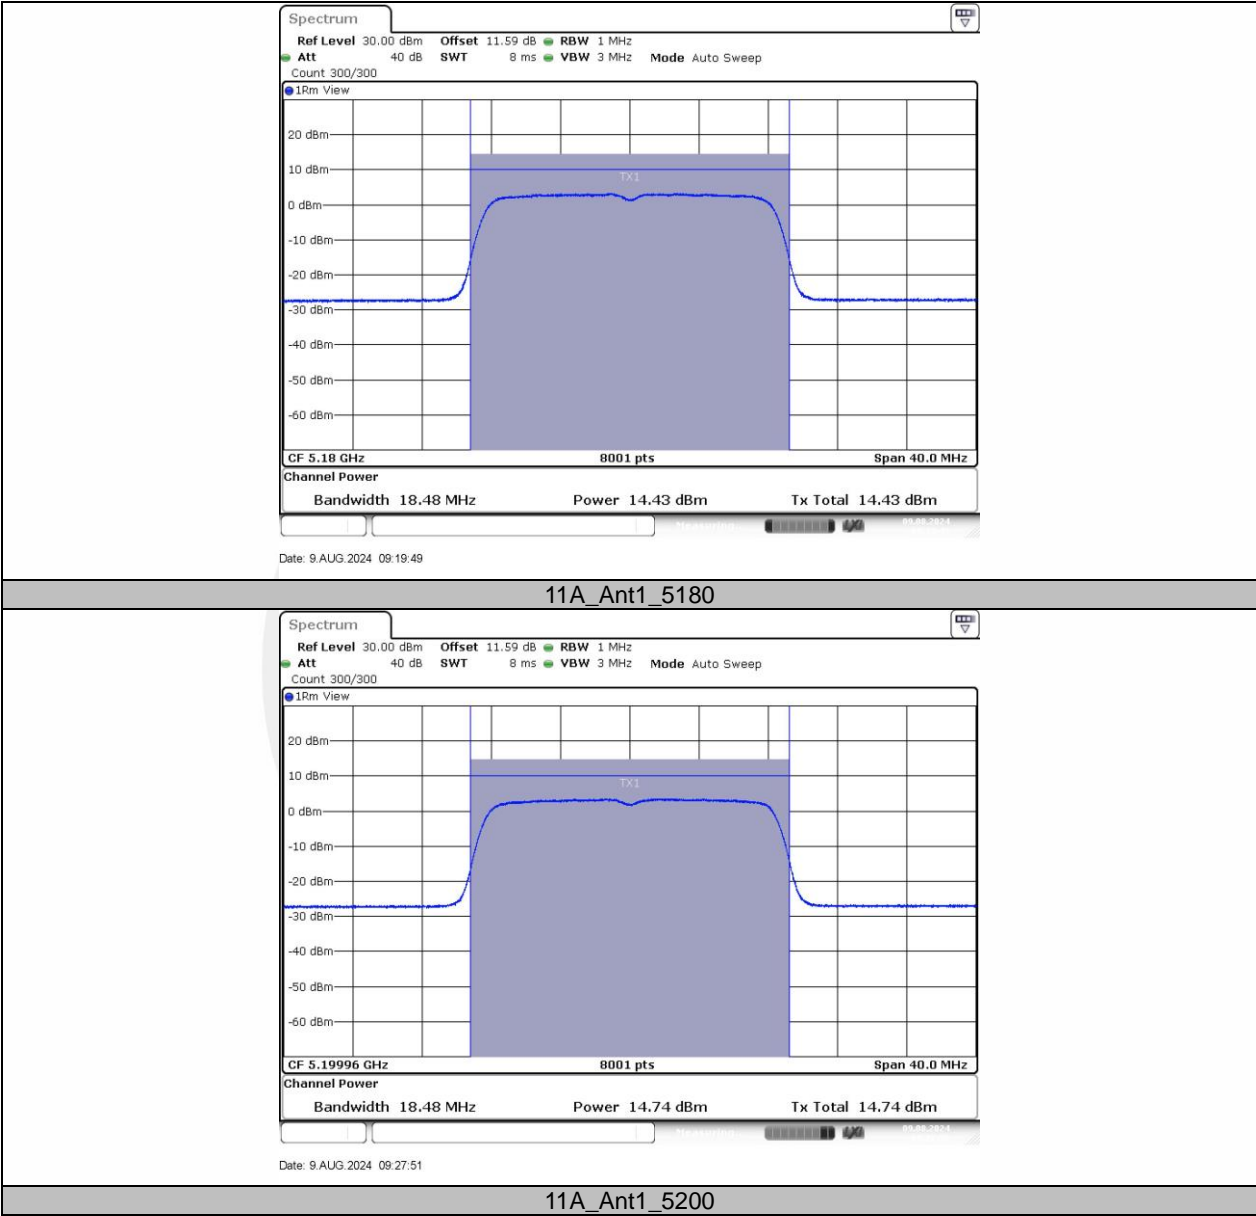 Spectrum
Ref Level 30.00 dBm Offset 11.59 dB RBW 1 MHz
Att 40 dB SWT 8 ms VBW 3 MHz Mode Auto Sweep
Count 300/300
1Rm View
20 dBm
10 dBm
TX1
0 dBm
-10 dBm
-20 dBm
-30 dBm
-40 dBm
-50 dBm
-60 dBm
CF 5.18 GHz 8001 pts Span 40.0 MHz
Channel Power
Bandwidth 18.48 MHz Power 14.43 dBm Tx Total 14.43 dBm
Measuring 09.08.2024
Date: 9.AUG.2024 09:19:49
11A_Ant1_5180
Spectrum
Ref Level 30.00 dBm Offset 11.59 dB RBW 1 MHz
Att 40 dB SWT 8 ms VBW 3 MHz Mode Auto Sweep
Count 300/300
1Rm View
20 dBm
10 dBm
TX1
0 dBm
-10 dBm
-20 dBm
-30 dBm
-40 dBm
-50 dBm
-60 dBm
CF 5.19996 GHz 8001 pts Span 40.0 MHz
Channel Power
Bandwidth 18.48 MHz Power 14.74 dBm Tx Total 14.74 dBm
Measuring 09.08.2024
Date: 9.AUG.2024 09:27:51
11A_Ant1_5200